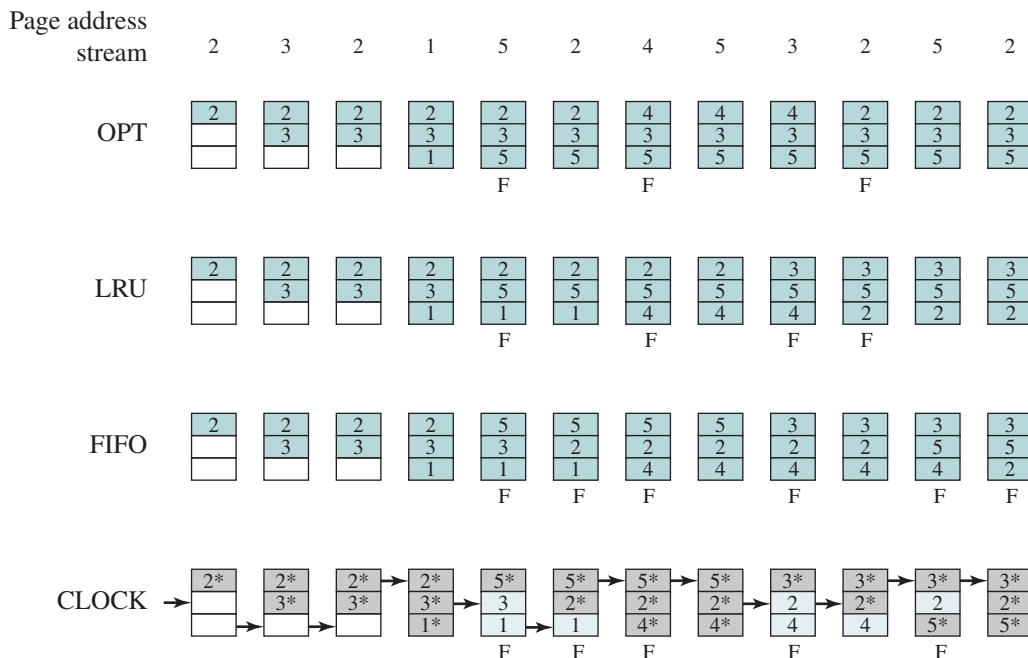 Page address
stream 2 3 2 1 5 2 4 5 3 2 5 2
2 2 2 2 2 2 4 4 4 2 2 2
OPT 3 3 3 3 3 3 3 3 3 3 3
1 5 5 5 5 5 5 5 5
F F F
2 2 2 2 2 2 2 2 3 3 3 3
LRU 3 3 3 5 5 5 5 5 5 5 5
1 1 1 4 4 4 2 2 2
F F F F
2 2 2 2 5 5 5 5 3 3 3 3
FIFO 3 3 3 3 2 2 2 2 2 5 5
1 1 1 4 4 4 4 4 2
F F F F F F
2* 2* 2* 2* 5* 5* 5* 5* 3* 3* 3* 3*
CLOCK 3* 3* 3* 3 2* 2* 2* 2 2* 2 2*
1* 1 1 4* 4* 4 4 5* 5*
F F F F F